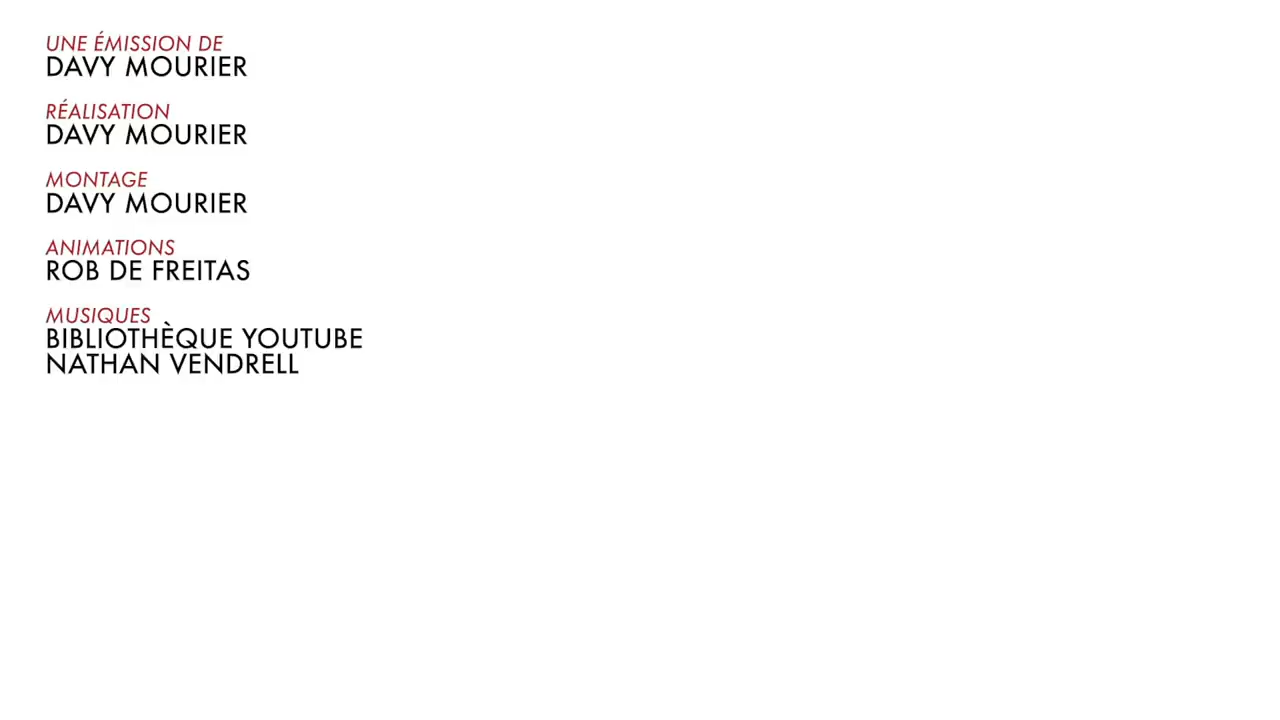 UNE ÉMISSION DE
DAVY MOURIER
RÉALISATION
DAVY MOURIER
MONTAGE
DAVY MOURIER
ANIMATIONS
ROB DE FREITAS
MUSIQUES
BIBLIOTHÈQUE YOUTUBE
NATHAN VENDRELL